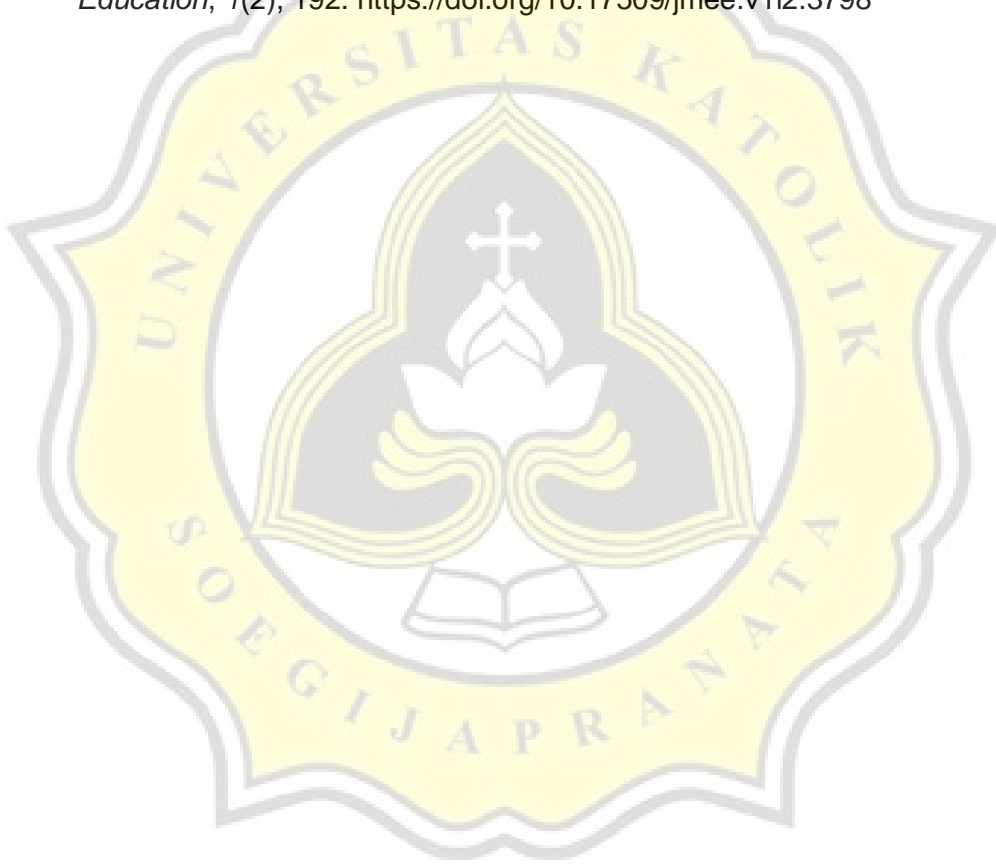 Education, 1(2), 192. https://doi.org/10.17509/jmee.v1i2.3798
UNIVERSITAS KATOLIK
SOEGIJAPRANATA